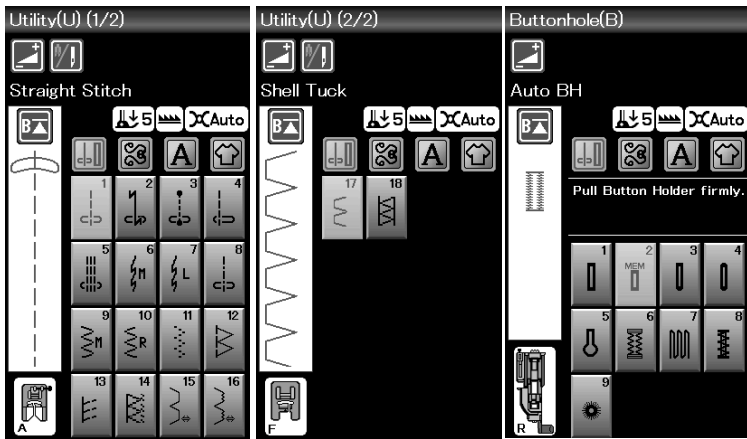 Utility(U) (1/2)
Straight Stitch
B
5
Auto
A
1
2
3
4
5
6
M
7
L
8
9
M
10
R
11
12
13
14
15
16
A
Utility(U) (2/2)
Shell Tuck
B
5
Auto
A
17
18
F
Buttonhole(B)
Auto BH
B
5
Auto
A
Pull Button Holder firmly.
1
2
MEM
3
4
5
6
7
8
9
R